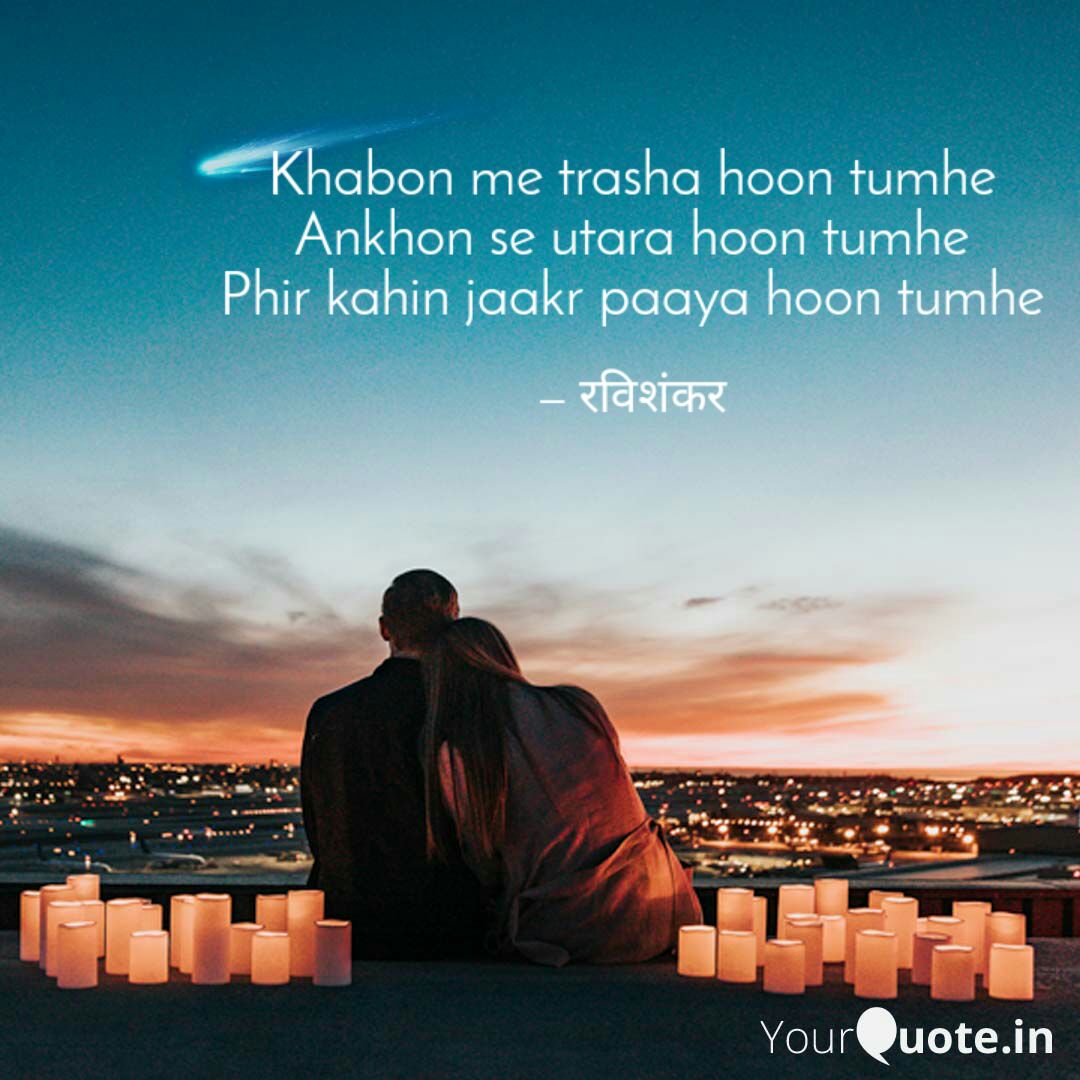 Khabon me trasha hoon tumhe
Ankhon se utara hoon tumhe
Phir kahin jaakr paaya hoon tumhe
– रविशंकर
YourQuote.in